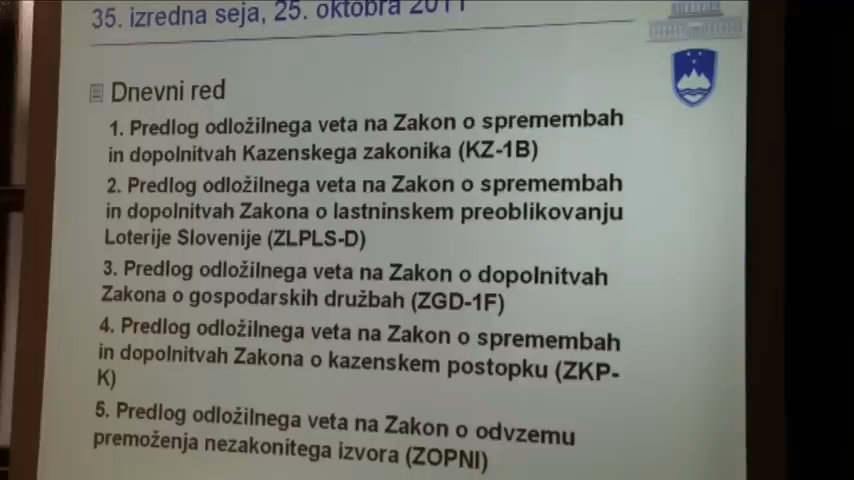 35. izredna seja, 25. oktobra 2011
Dnevni red
1. Predlog odložilnega veta na Zakon o spremembah
in dopolnitvah Kazenskega zakonika (KZ-1B)
2. Predlog odložilnega veta na Zakon o spremembah
in dopolnitvah Zakona o lastninskem preoblikovanju
Loterije Slovenije (ZLPLS-D)
3. Predlog odložilnega veta na Zakon o dopolnitvah
Zakona o gospodarskih družbah (ZGD-1F)
4. Predlog odložilnega veta na Zakon o spremembah
in dopolnitvah Zakona o kazenskem postopku (ZKP-
K)
5. Predlog odložilnega veta na Zakon o odvzemu
premoženja nezakonitega izvora (ZOPNI)